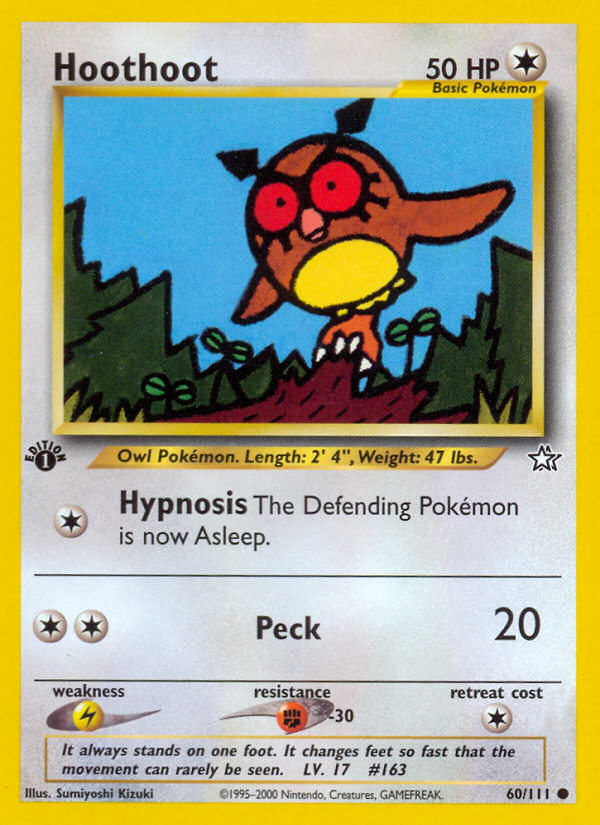 Hoothoot
50 HP
Basic Pokémon
EDITION 1
Owl Pokémon. Length: 2' 4", Weight: 47 lbs.
Hypnosis The Defending Pokémon
is now Asleep.
Peck 20
weakness resistance retreat cost
-30
It always stands on one foot. It changes feet so fast that the
movement can rarely be seen. LV. 17 #163
Illus. Sumiyoshi Kizuki ©1995–2000 Nintendo, Creatures, GAMEFREAK. 60/111